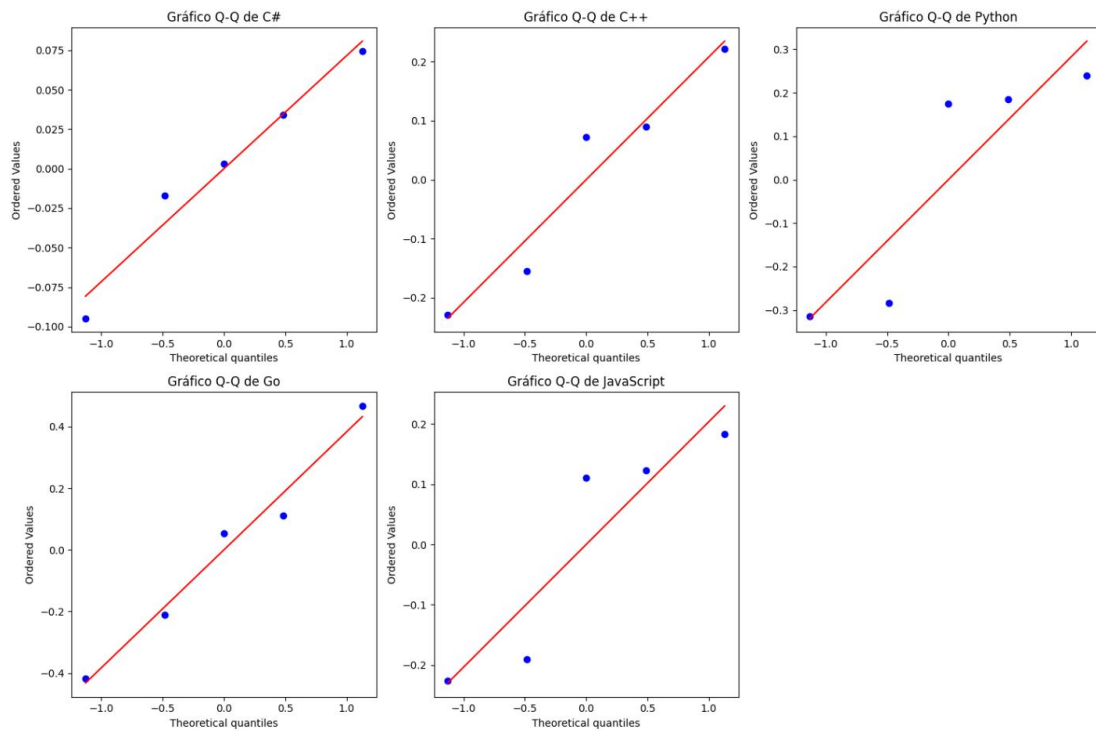 Gráfico Q-Q de C#
Ordered Values
0.075
0.050
0.025
0.000
−0.025
−0.050
−0.075
−0.100
−1.0 −0.5 0.0 0.5 1.0
Theoretical quantiles
Gráfico Q-Q de C++
Ordered Values
0.2
0.1
0.0
−0.1
−0.2
−1.0 −0.5 0.0 0.5 1.0
Theoretical quantiles
Gráfico Q-Q de Python
Ordered Values
0.3
0.2
0.1
0.0
−0.1
−0.2
−0.3
−1.0 −0.5 0.0 0.5 1.0
Theoretical quantiles
Gráfico Q-Q de Go
Ordered Values
0.4
0.2
0.0
−0.2
−0.4
−1.0 −0.5 0.0 0.5 1.0
Theoretical quantiles
Gráfico Q-Q de JavaScript
Ordered Values
0.2
0.1
0.0
−0.1
−0.2
−1.0 −0.5 0.0 0.5 1.0
Theoretical quantiles